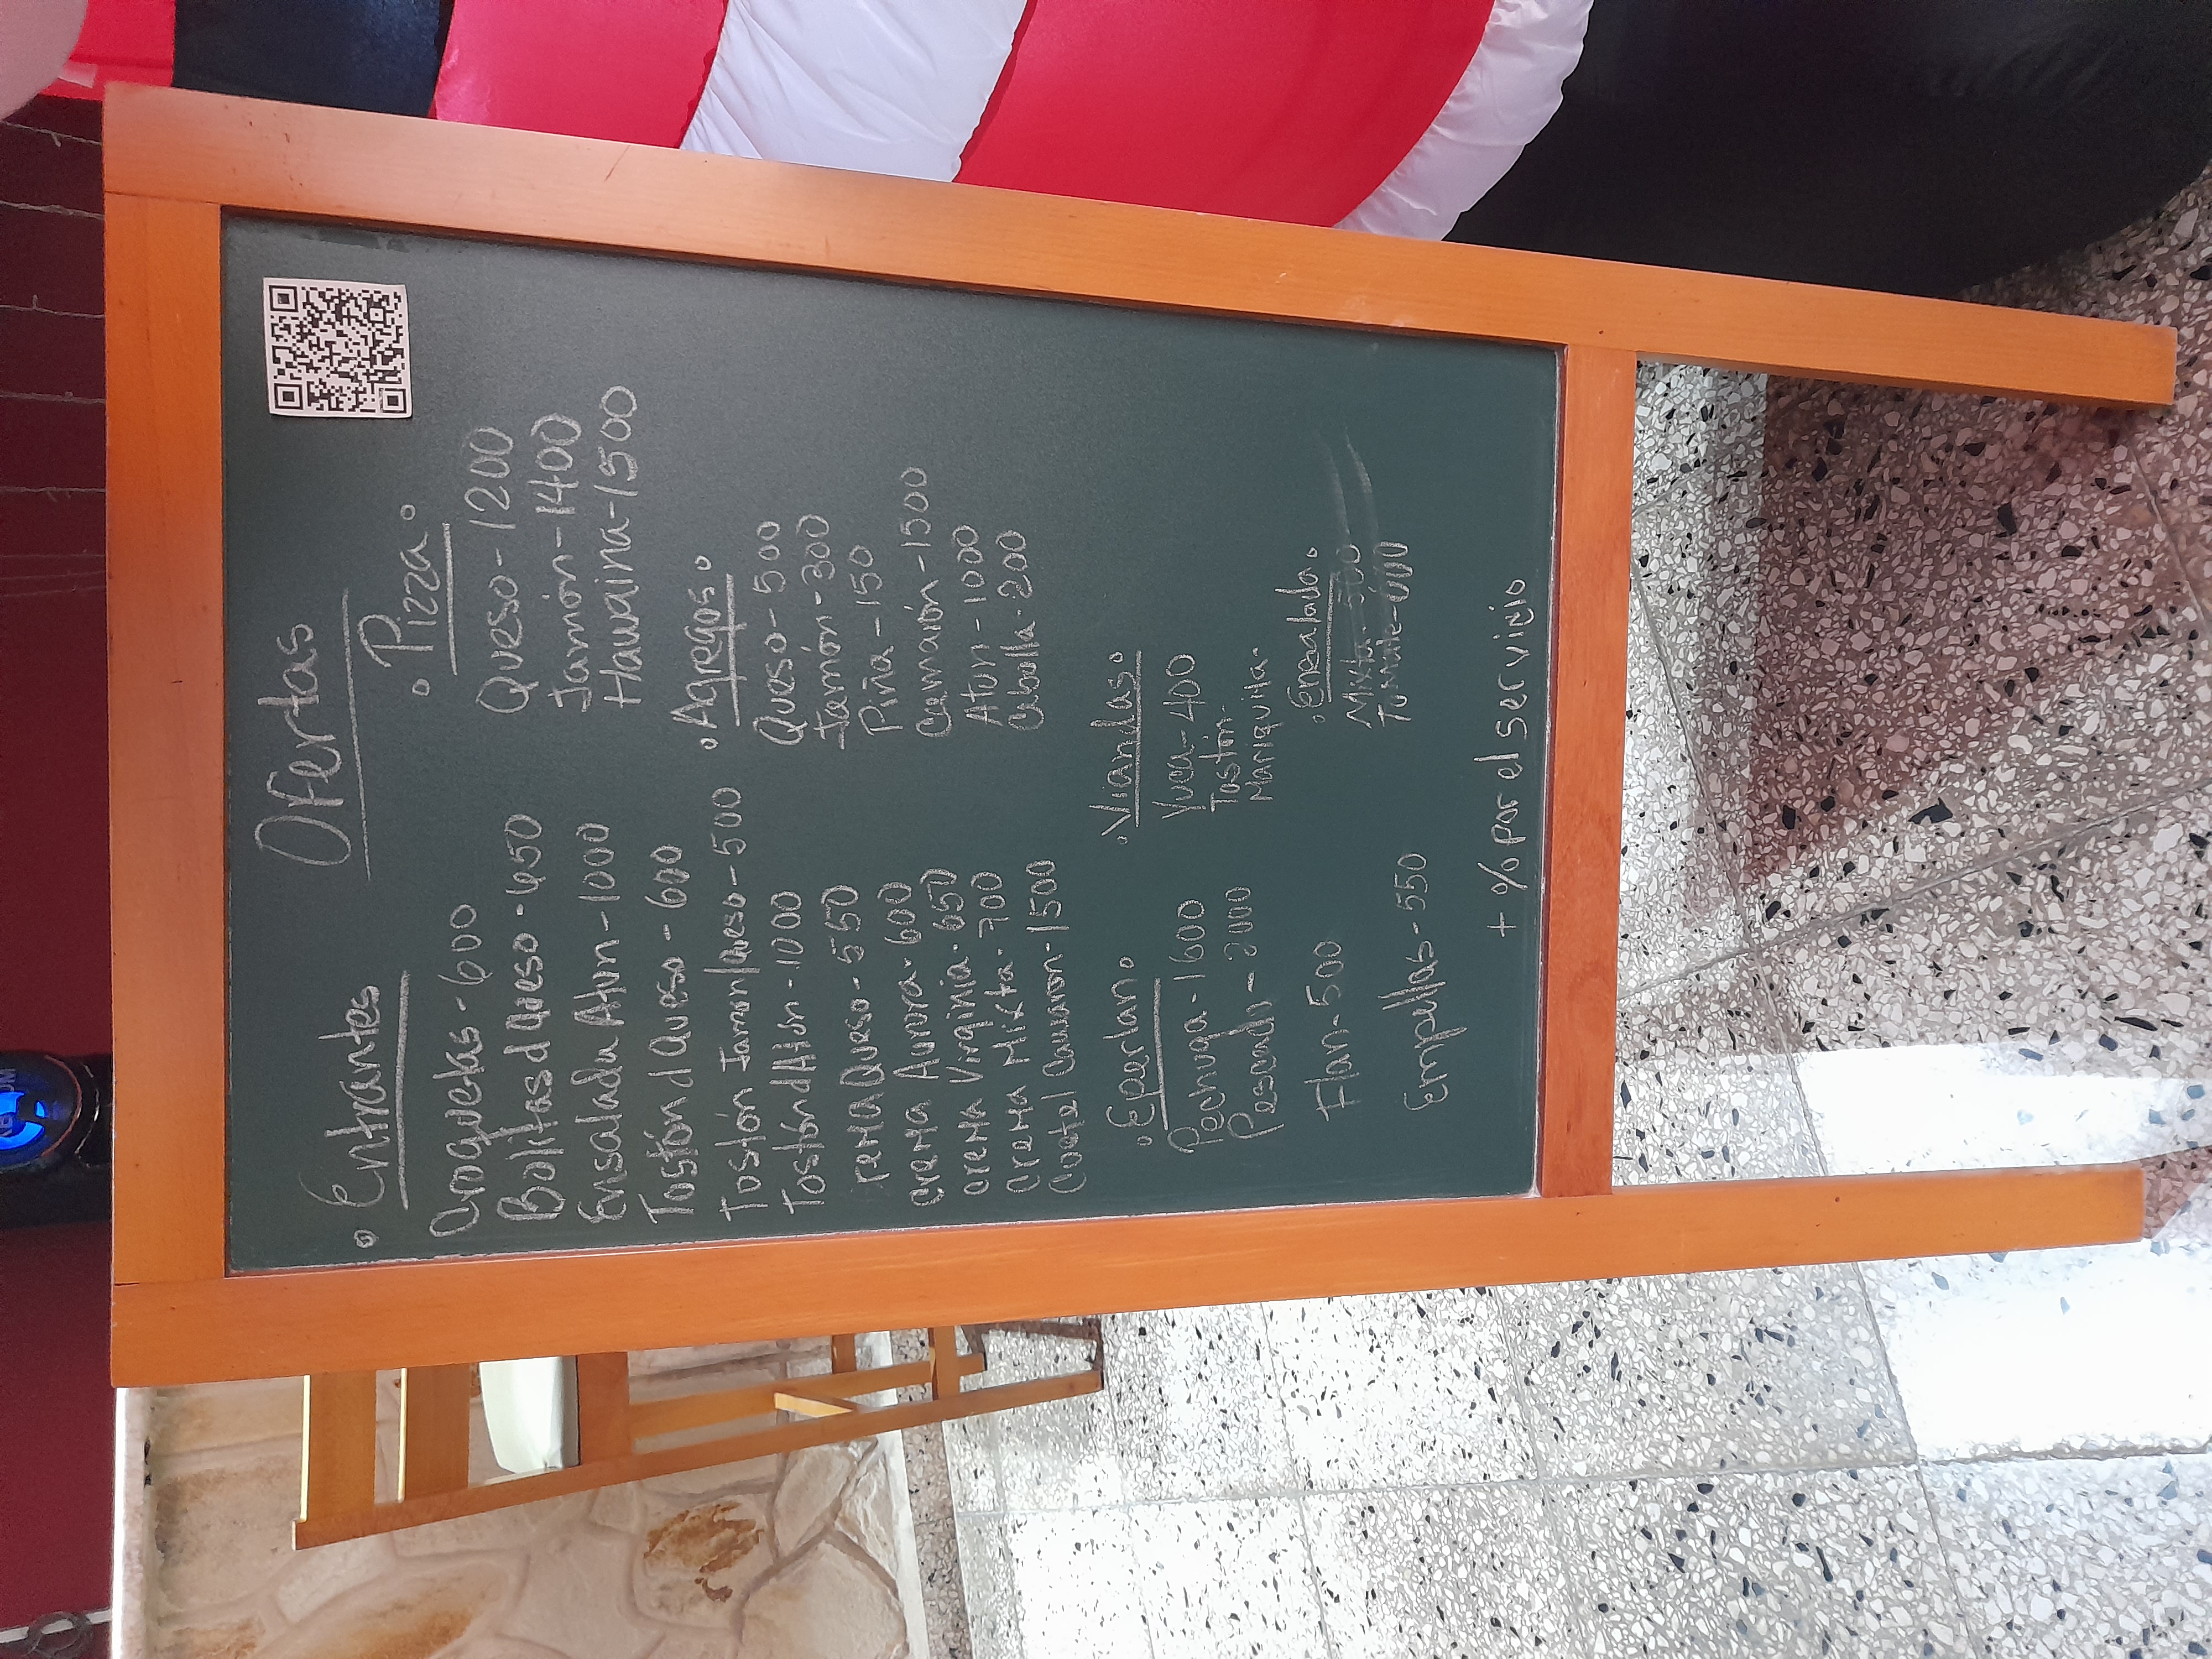 Ofertas
• Entrantes
Croquetas - 600
Bolitas d Queso - 650
Ensalada Atun - 1000
Tostón d Queso - 600
Tostón Jamon/Queso - 500
Tostón d Atún - 1000
rema Queso - 550
Crema Aurora - 600
Crema Virginia - 650
Crema Mixta - 700
Coctel Camaron - 1500
• Pizza •
Queso - 1200
Jamón - 1400
Hawaina - 1500
• Agregos •
Queso - 500
Jamón - 300
Piña - 150
Camarón - 1500
Atun - 1000
Cebolla - 200
• Eperlan •
Pechuga - 1600
Pescado - 2000
Flan - 500
Empellas - 550
• Viandas •
Yuca - 400
Tostón -
Mariquita -
• Ensalada •
Mixta - 500
Tomate -
+ % por el servicio